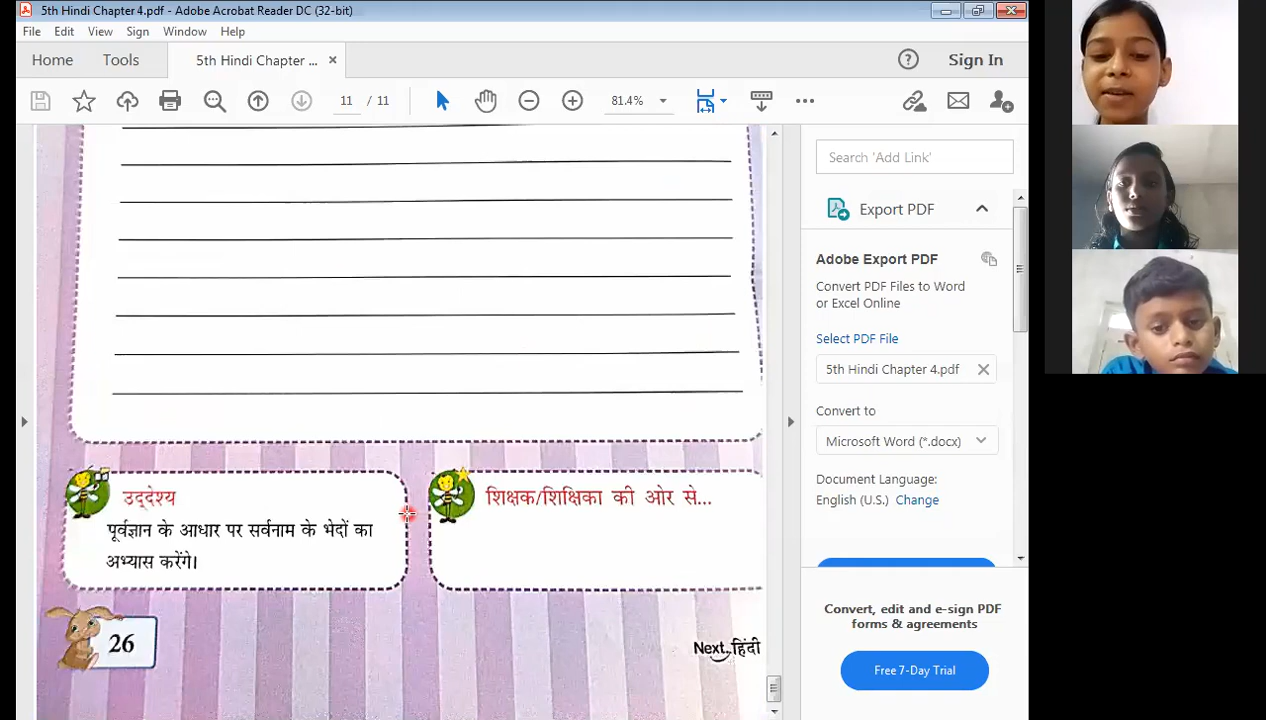 5th Hindi Chapter 4.pdf - Adobe Acrobat Reader DC (32-bit)
File Edit View Sign Window Help
Home Tools 5th Hindi Chapter ... × Sign In
11 / 11 81.4%
Search 'Add Link'
Export PDF
Adobe Export PDF
Convert PDF Files to Word
or Excel Online
Select PDF File
5th Hindi Chapter 4.pdf
Convert to
Microsoft Word (*.docx)
Document Language:
English (U.S.) Change
Convert, edit and e-sign PDF
forms & agreements
Free 7-Day Trial
उद्देश्य
पूर्वज्ञान के आधार पर सर्वनाम के भेदों का
अभ्यास करेंगे।
शिक्षक/शिक्षिका की ओर से...
26
Next..हिंदी